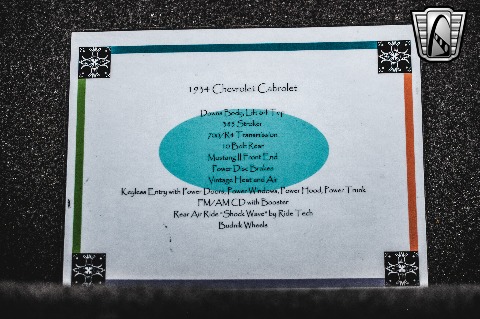 1934 Chevrolet Cabrolet
Downs Body, Lift off Top
383 Stroker
700/R4 Transmission
10 Bolt Rear
Mustang II Front End
Power Disc Brakes
Vintage Heat and Air
Keyless Entry with Power Doors, Power Windows, Power Hood, Power Trunk
FM/AM CD with Booster
Rear Air Ride "Shock Wave" by Ride Tech
Budnik Wheels